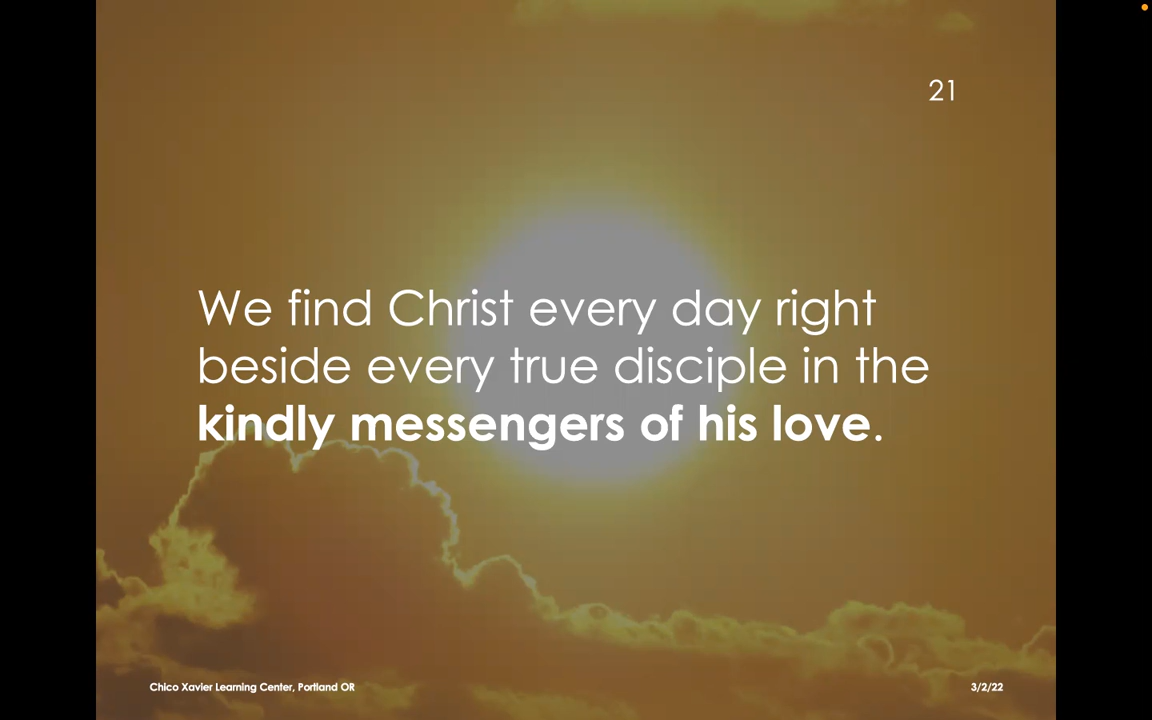 21
We find Christ every day right
beside every true disciple in the
kindly messengers of his love.
Chico Xavier Learning Center, Portland OR
3/2/22